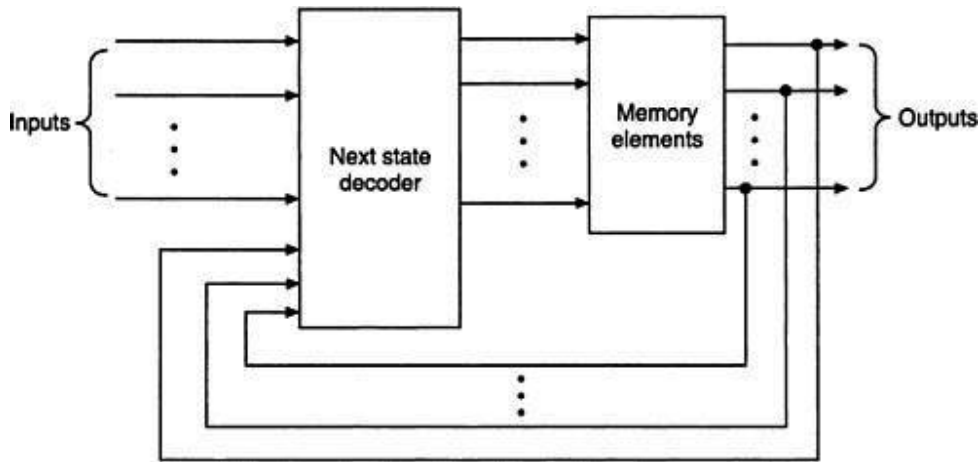 Inputs
Next state
decoder
Memory
elements
Outputs